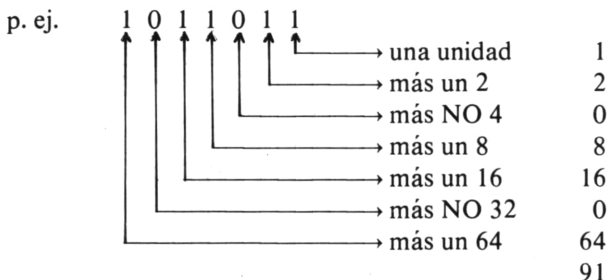 p. ej. 1 0 1 1 0 1 1
una unidad 1
más un 2 2
más NO 4 0
más un 8 8
más un 16 16
más NO 32 0
más un 64 64
91